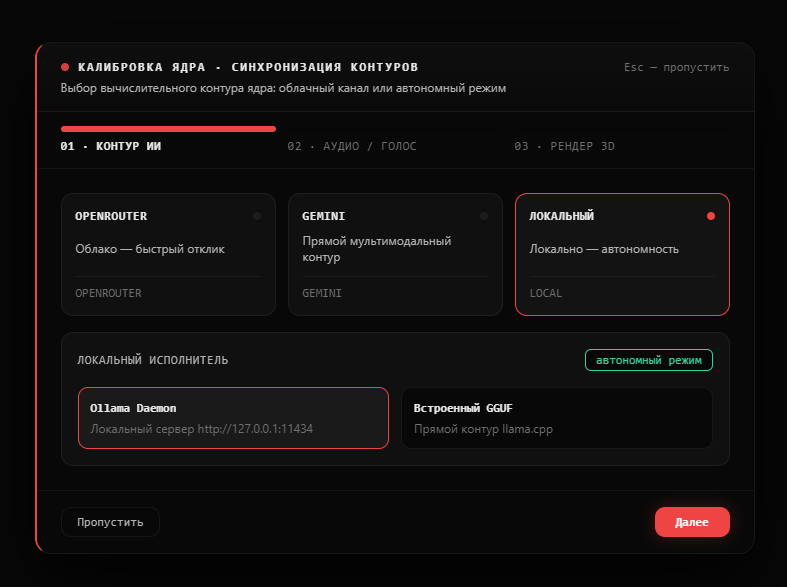 КАЛИБРОВКА ЯДРА · СИНХРОНИЗАЦИЯ КОНТУРОВ
Esc — пропустить
Выбор вычислительного контура ядра: облачный канал или автономный режим
01 · КОНТУР ИИ
02 · АУДИО / ГОЛОС
03 · РЕНДЕР 3D
OPENROUTER
Облако — быстрый отклик
OPENROUTER
GEMINI
Прямой мультимодальный
контур
GEMINI
ЛОКАЛЬНЫЙ
Локально — автономность
LOCAL
ЛОКАЛЬНЫЙ ИСПОЛНИТЕЛЬ
автономный режим
Ollama Daemon
Локальный сервер http://127.0.0.1:11434
Встроенный GGUF
Прямой контур llama.cpp
Пропустить
Далее